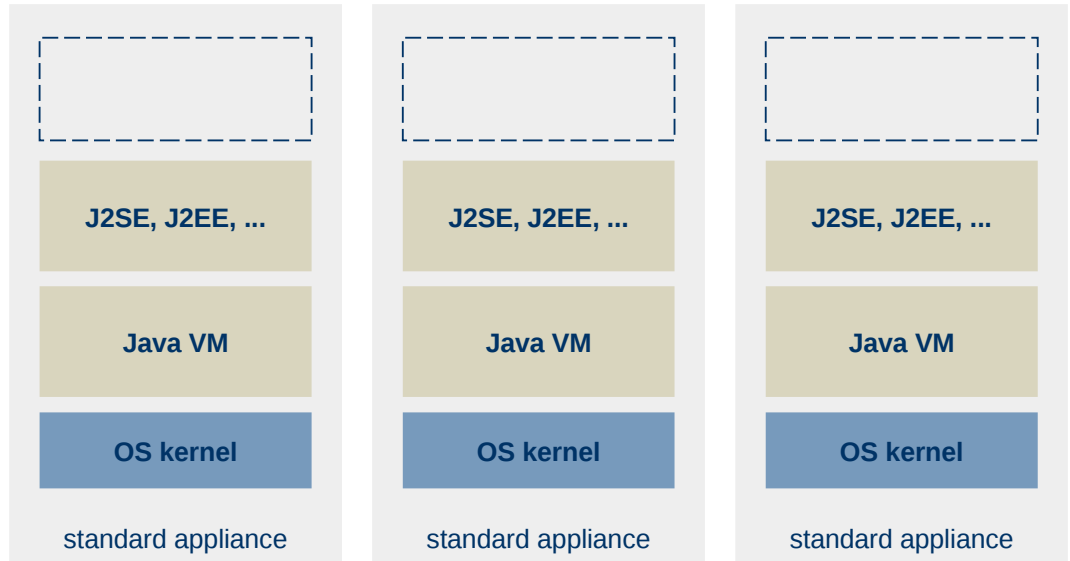 J2SE, J2EE, ...
J2SE, J2EE, ...
J2SE, J2EE, ...
Java VM
Java VM
Java VM
OS kernel
OS kernel
OS kernel
standard appliance
standard appliance
standard appliance